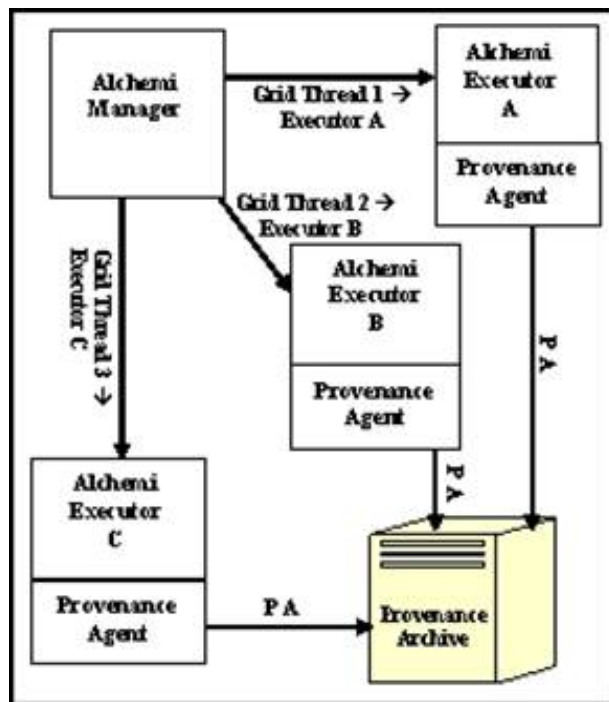 Alchemi
Manager
Grid Thread 1 →
Executor A
Alchemi
Executor
A
Provenance
Agent
Grid Thread 2 →
Executor B
Alchemi
Executor
B
Provenance
Agent
Grid Thread 3 →
Executor C
Alchemi
Executor
C
Provenance
Agent
P A
P A
P A
Provenance
Archive